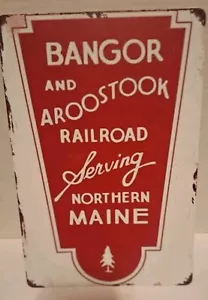 BANGOR
AND
AROOSTOOK
RAILROAD
Serving
NORTHERN
MAINE